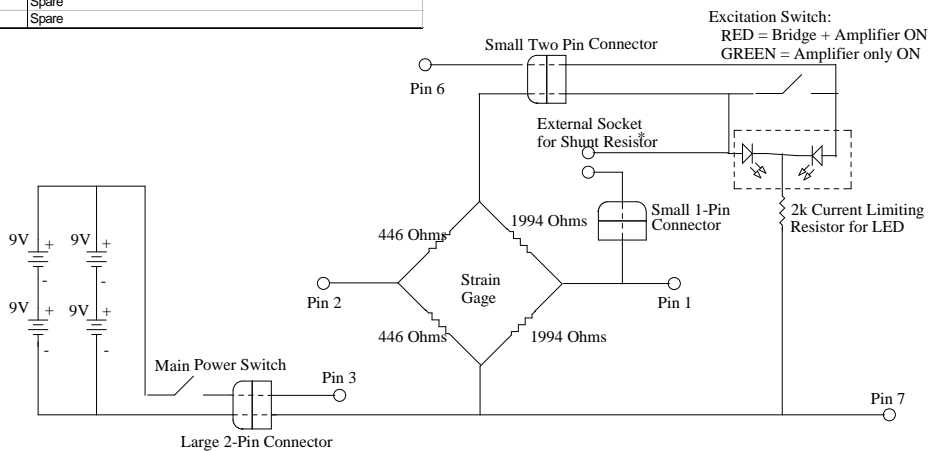 Spare
Spare
Excitation Switch:
RED = Bridge + Amplifier ON
GREEN = Amplifier only ON
Small Two Pin Connector
Pin 6
External Socket
for Shunt Resistor*
446 Ohms
1994 Ohms
Small 1-Pin
Connector
2k Current Limiting
Resistor for LED
9V +
9V +
-
-
Strain
Gage
Pin 2
Pin 1
9V +
9V +
-
-
446 Ohms
1994 Ohms
Main Power Switch
Pin 3
Pin 7
Large 2-Pin Connector